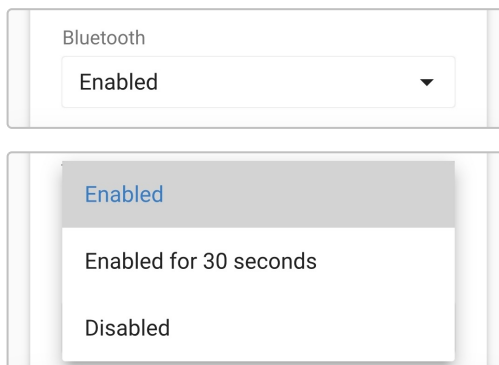 Bluetooth
Enabled
Enabled
Enabled for 30 seconds
Disabled